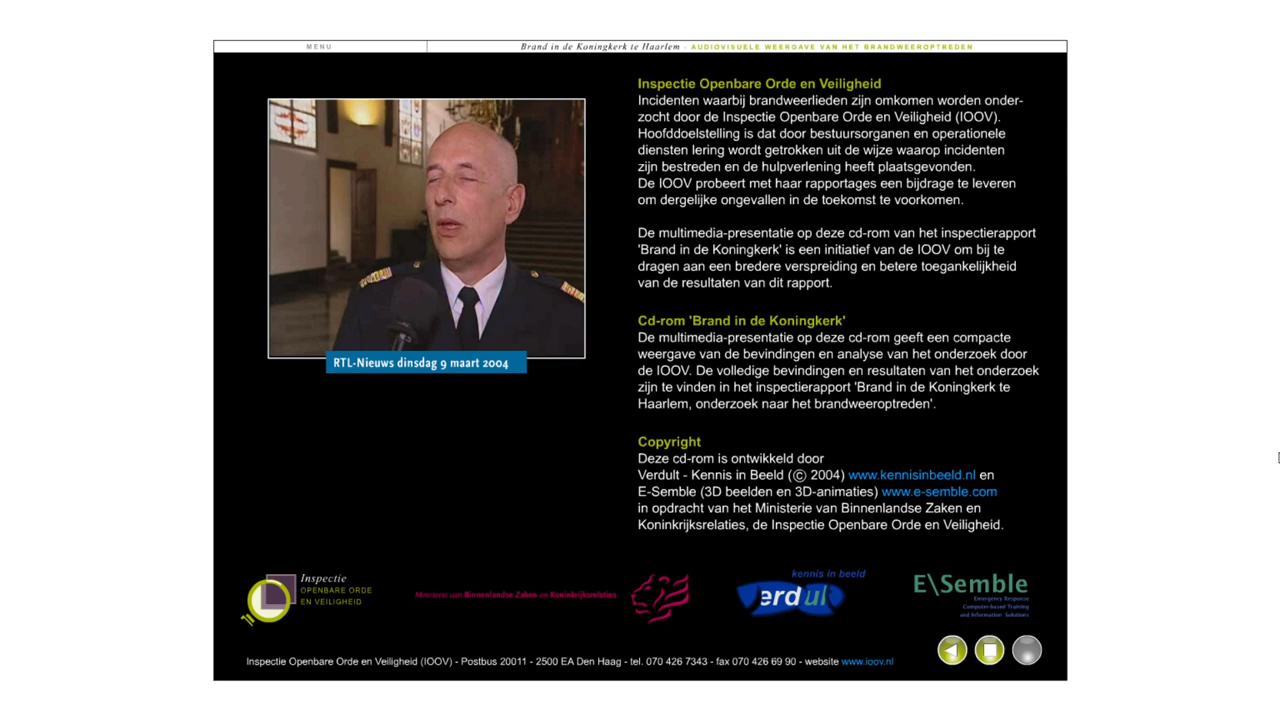 MENU
Brand in de Koningkerk te Haarlem - AUDIOVISUELE WEERGAVE VAN HET BRANDWEEROPTREDEN
RTL-Nieuws dinsdag 9 maart 2004
Inspectie Openbare Orde en Veiligheid
Incidenten waarbij brandweerlieden zijn omkomen worden onder-
zocht door de Inspectie Openbare Orde en Veiligheid (IOOV).
Hoofddoelstelling is dat door bestuursorganen en operationele
diensten lering wordt getrokken uit de wijze waarop incidenten
zijn bestreden en de hulpverlening heeft plaatsgevonden.
De IOOV probeert met haar rapportages een bijdrage te leveren
om dergelijke ongevallen in de toekomst te voorkomen.
De multimedia-presentatie op deze cd-rom van het inspectierapport
'Brand in de Koningkerk' is een initiatief van de IOOV om bij te
dragen aan een bredere verspreiding en betere toegankelijkheid
van de resultaten van dit rapport.
Cd-rom 'Brand in de Koningkerk'
De multimedia-presentatie op deze cd-rom geeft een compacte
weergave van de bevindingen en analyse van het onderzoek door
de IOOV. De volledige bevindingen en resultaten van het onderzoek
zijn te vinden in het inspectierapport 'Brand in de Koningkerk te
Haarlem, onderzoek naar het brandweeroptreden'.
Copyright
Deze cd-rom is ontwikkeld door
Verdult - Kennis in Beeld (© 2004) www.kennisinbeeld.nl en
E-Semble (3D beelden en 3D-animaties) www.e-semble.com
in opdracht van het Ministerie van Binnenlandse Zaken en
Koninkrijksrelaties, de Inspectie Openbare Orde en Veiligheid.
Inspectie
OPENBARE ORDE
EN VEILIGHEID
Ministerie van Binnenlandse Zaken en Koninkrijksrelaties
kennis in beeld
erdult
E\Semble
Emergency Response
Computer-based Training
and Information Solutions
Inspectie Openbare Orde en Veiligheid (IOOV) - Postbus 20011 - 2500 EA Den Haag - tel. 070 426 7343 - fax 070 426 69 90 - website www.ioov.nl